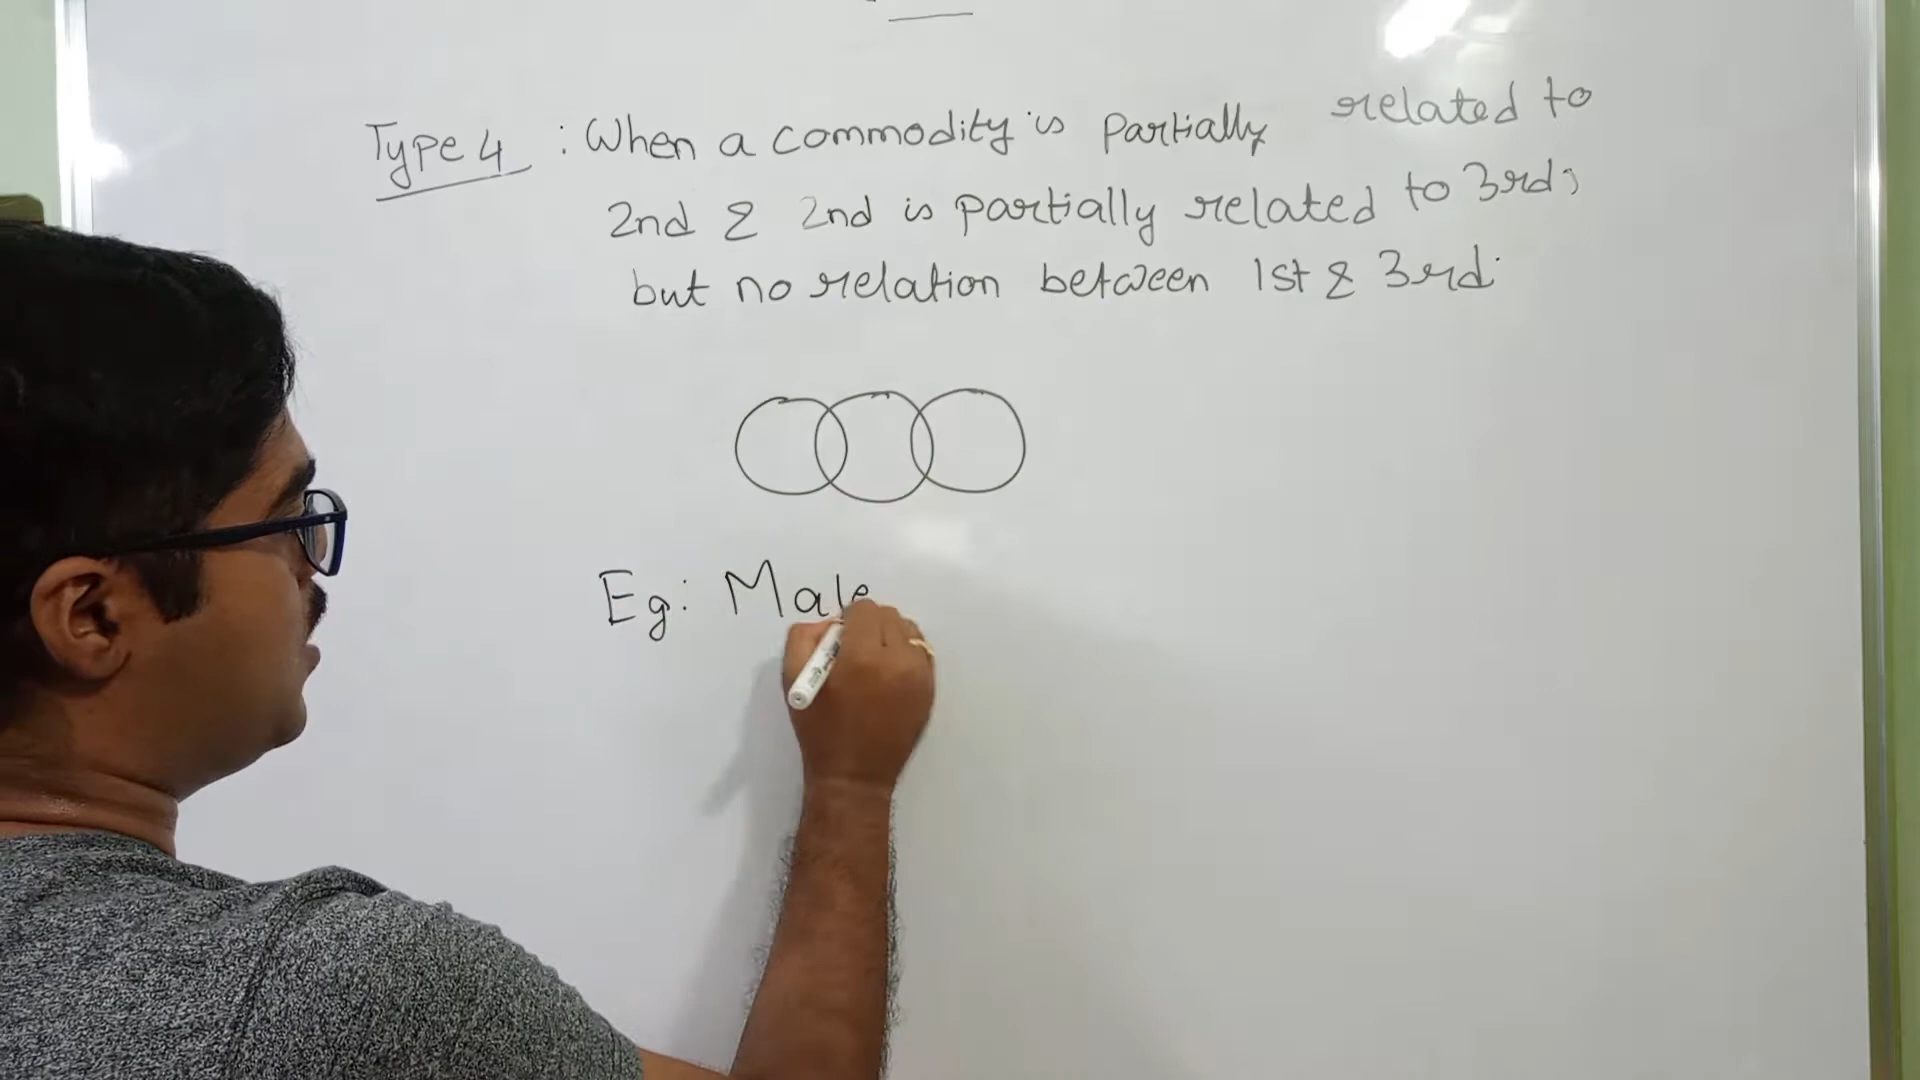 Type 4 : When a commodity is partially related to
2nd & 2nd is partially related to 3rd;
but no relation between 1st & 3rd.
Eg: Male